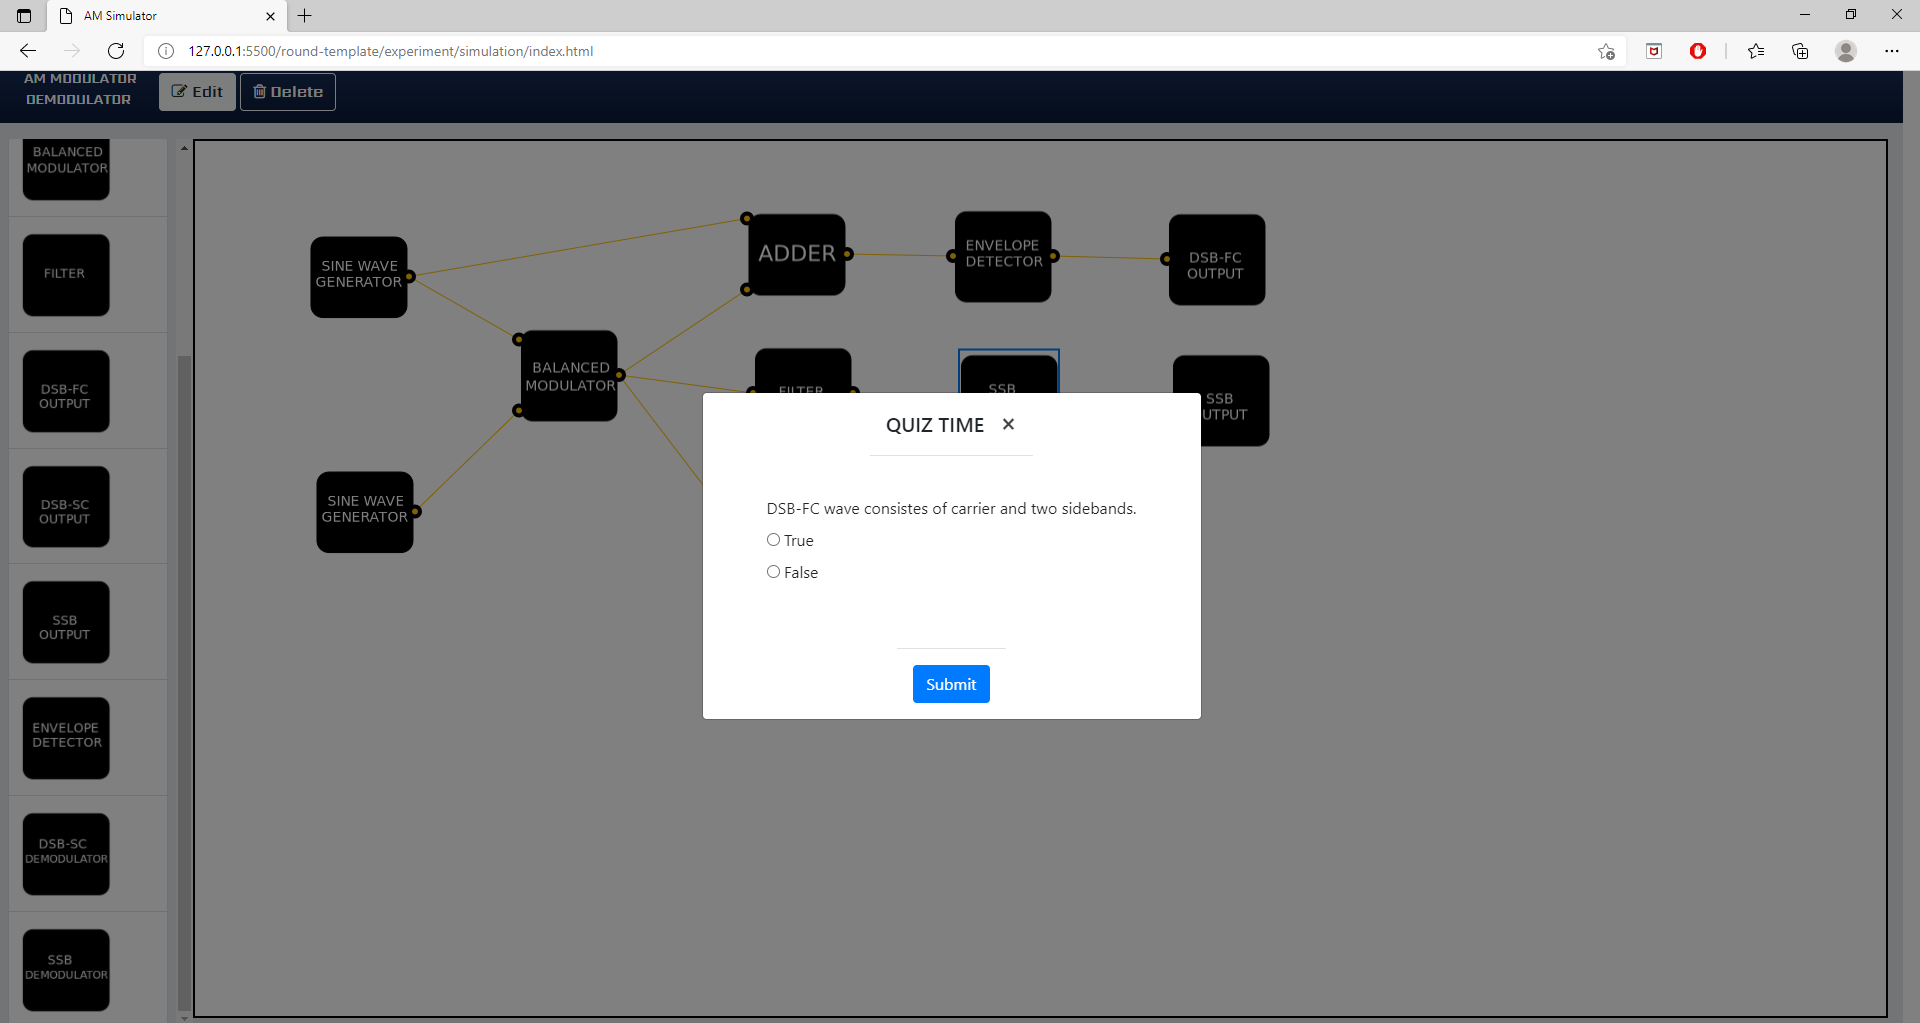 AM Simulator
127.0.0.1:5500/round-template/experiment/simulation/index.html
AM MODULATOR
DEMODULATOR
Edit
Delete
BALANCED
MODULATOR
FILTER
DSB-FC
OUTPUT
DSB-SC
OUTPUT
SSB
OUTPUT
ENVELOPE
DETECTOR
DSB-SC
DEMODULATOR
SSB
DEMODULATOR
SINE WAVE
GENERATOR
ADDER
ENVELOPE
DETECTOR
DSB-FC
OUTPUT
BALANCED
MODULATOR
FILTER
SSB
SSB
UTPUT
SINE WAVE
GENERATOR
QUIZ TIME
DSB-FC wave consistes of carrier and two sidebands.
True
False
Submit